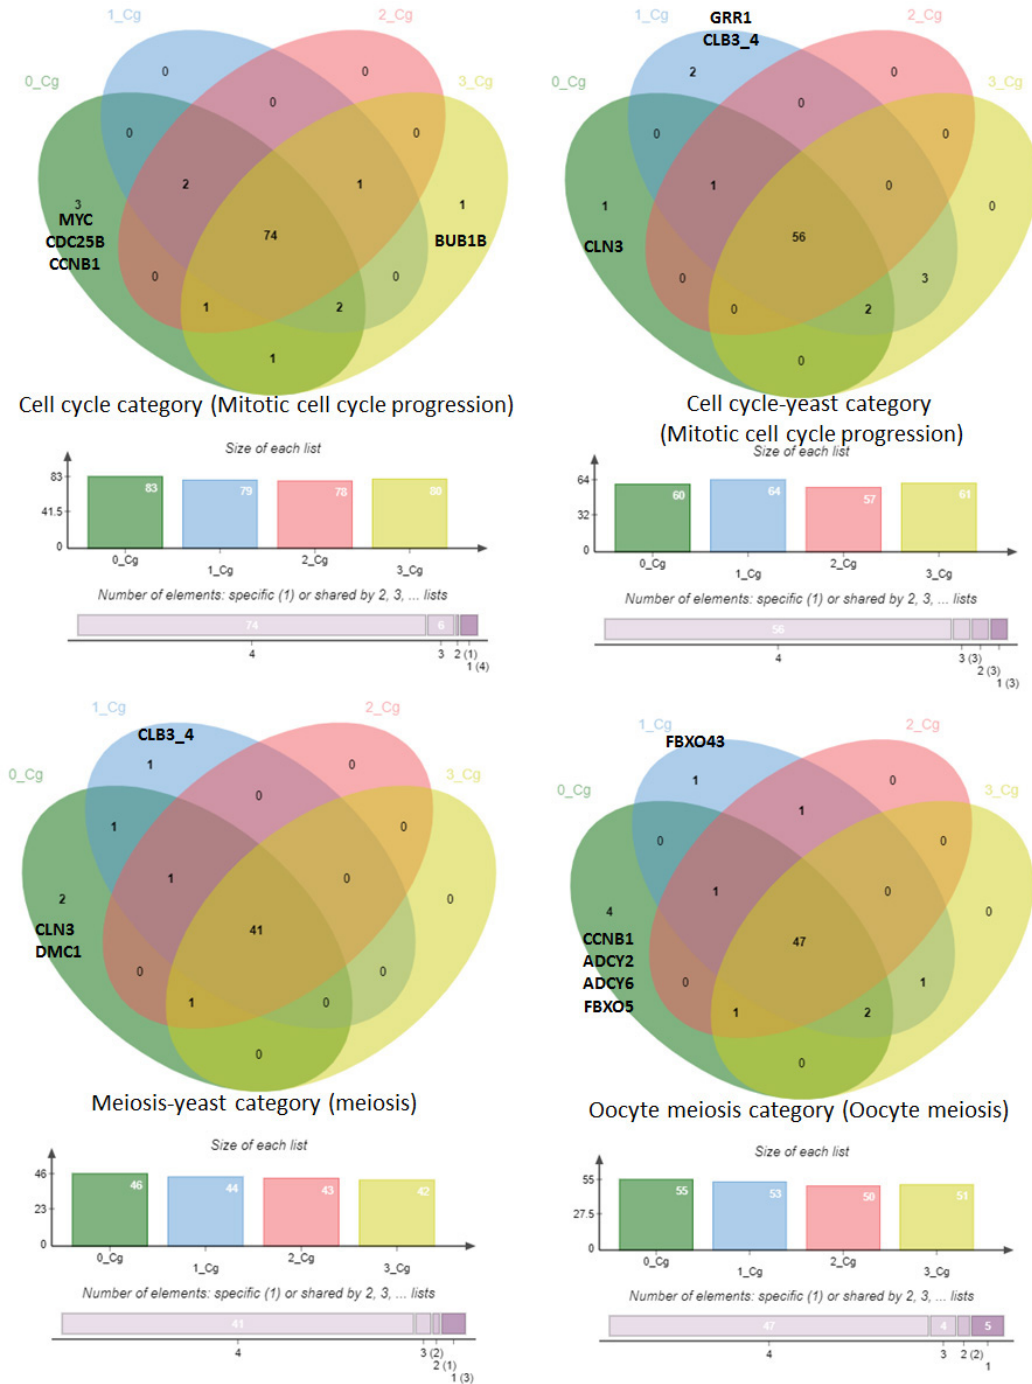 1_Cg
2_Cg
0_Cg
3_Cg
0
0
0
0
0
2
1
3
1
MYC
CDC25B
CCNB1
74
BUB1B
0
0
1
2
1
Cell cycle category (Mitotic cell cycle progression)
Size of each list
83
41.5
0
83
79
78
80
0_Cg
1_Cg
2_Cg
3_Cg
Number of elements: specific (1) or shared by 2, 3, ... lists
74
6
4
3
2 (1)
1 (4)
1_Cg
GRR1
CLB3_4
2_Cg
0_Cg
3_Cg
2
0
0
0
0
1
0
1
0
CLN3
56
0
3
0
2
0
Cell cycle-yeast category
(Mitotic cell cycle progression)
Size of each list
64
32
0
60
64
57
61
0_Cg
1_Cg
2_Cg
3_Cg
Number of elements: specific (1) or shared by 2, 3, ... lists
56
4
3 (3)
2 (3)
1 (3)
1_Cg
CLB3_4
2_Cg
0_Cg
3_Cg
1
0
0
1
0
1
0
2
0
CLN3
DMC1
41
0
0
1
0
0
Meiosis-yeast category (meiosis)
Size of each list
46
23
0
46
44
43
42
0_Cg
1_Cg
2_Cg
3_Cg
Number of elements: specific (1) or shared by 2, 3, ... lists
41
4
3 (2)
2 (1)
1 (3)
1_Cg
FBXO43
2_Cg
0_Cg
3_Cg
1
0
1
0
0
1
0
4
0
CCNB1
ADCY2
ADCY6
FBXO5
47
0
1
1
2
0
Oocyte meiosis category (Oocyte meiosis)
Size of each list
55
27.5
0
55
53
50
51
0_Cg
1_Cg
2_Cg
3_Cg
Number of elements: specific (1) or shared by 2, 3, ... lists
47
4
5
4
3
2 (2)
1